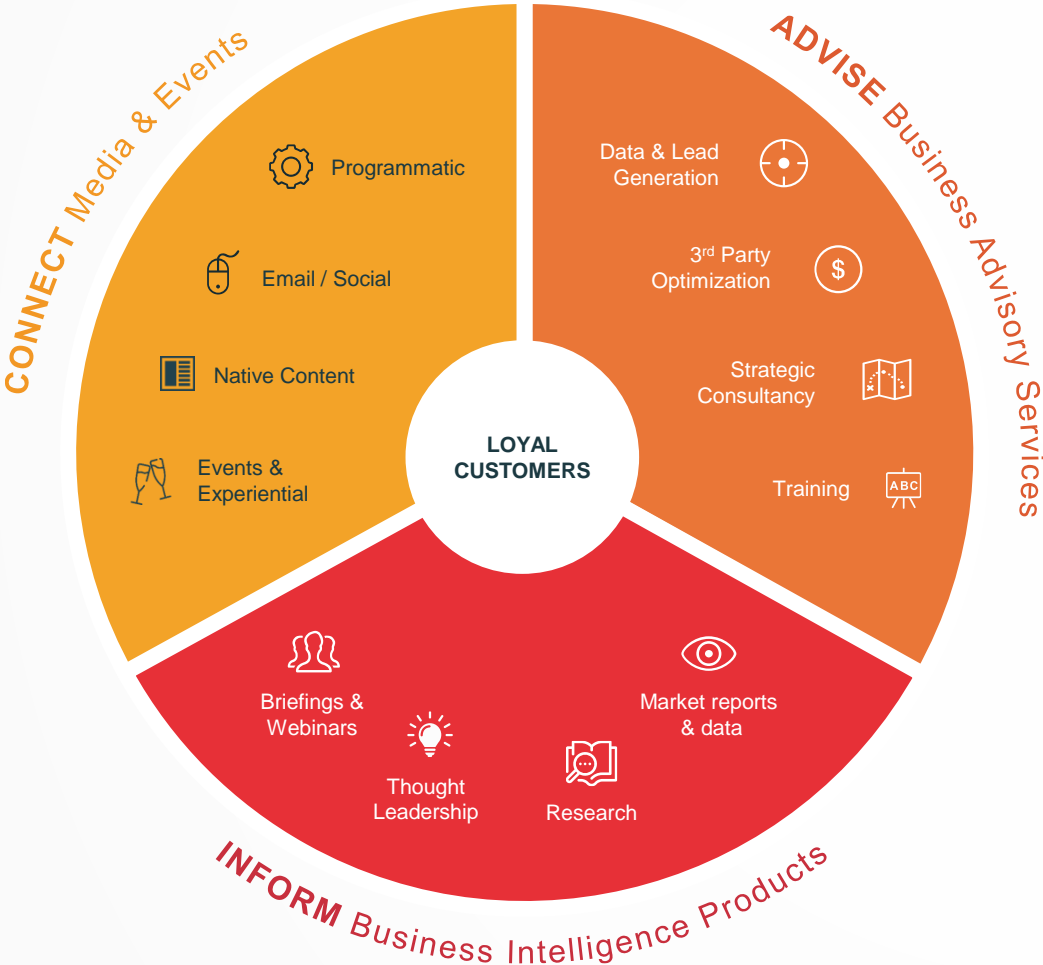 CONNECT Media & Events
Programmatic
Email / Social
Native Content
Events &
Experiential
ADVISE Business Advisory Services
Data & Lead
Generation
3rd Party
Optimization
$
Strategic
Consultancy
Training
ABC
LOYAL
CUSTOMERS
Briefings &
Webinars
Thought
Leadership
Research
Market reports
& data
INFORM Business Intelligence Products